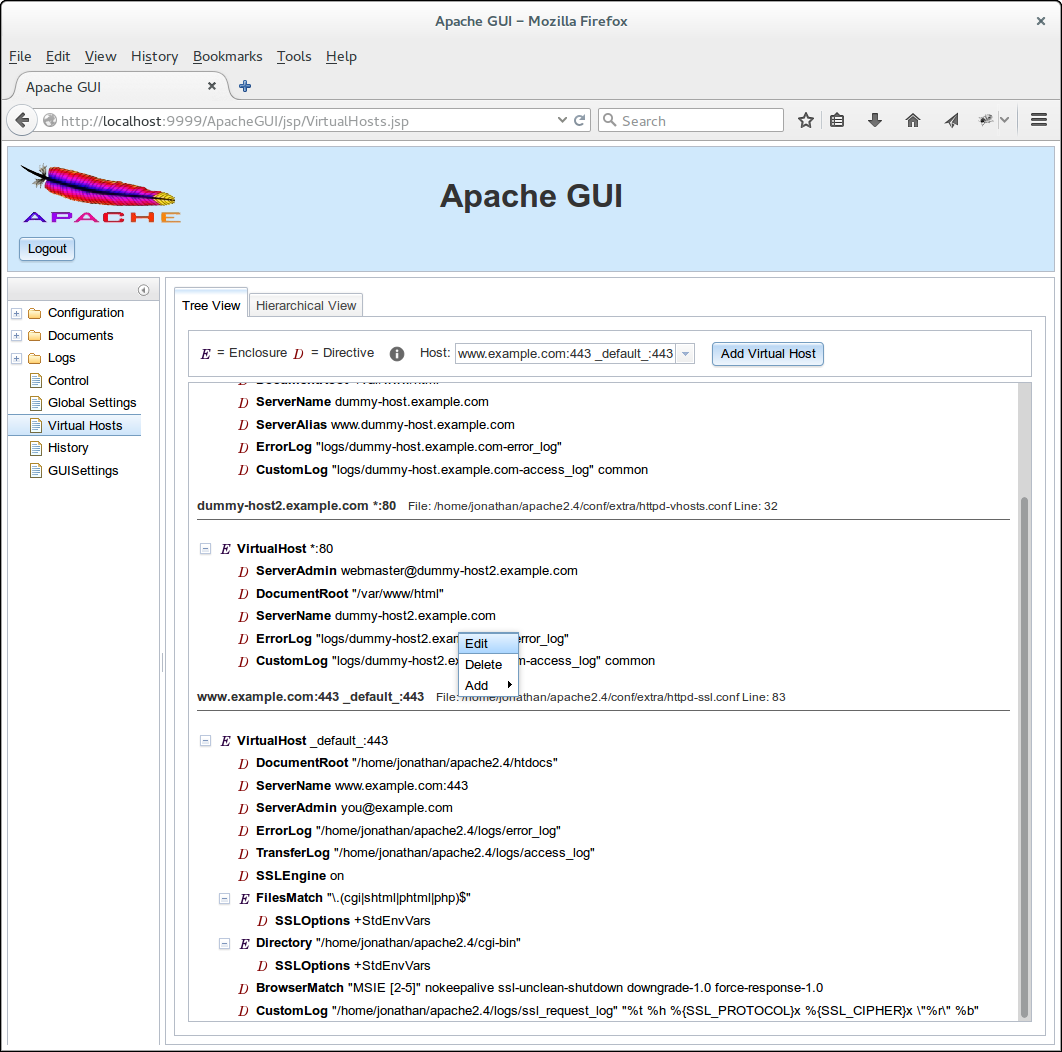 Apache GUI - Mozilla Firefox
File Edit View History Bookmarks Tools Help
Apache GUI
http://localhost:9999/ApacheGUI/jsp/VirtualHosts.jsp Search
APACHE
Apache GUI
Logout
Configuration
Documents
Logs
Control
Global Settings
Virtual Hosts
History
GUISettings
Tree View Hierarchical View
E = Enclosure D = Directive Host: www.example.com:443 _default_:443 Add Virtual Host
D DocumentRoot "/var/www/html"
D ServerName dummy-host.example.com
D ServerAlias www.dummy-host.example.com
D ErrorLog "logs/dummy-host.example.com-error_log"
D CustomLog "logs/dummy-host.example.com-access_log" common
dummy-host2.example.com *:80 File: /home/jonathan/apache2.4/conf/extra/httpd-vhosts.conf Line: 32
E VirtualHost *:80
D ServerAdmin webmaster@dummy-host2.example.com
D DocumentRoot "/var/www/html"
D ServerName dummy-host2.example.com
D ErrorLog "logs/dummy-host2.exam error_log"
D CustomLog "logs/dummy-host2.e m-access_log" common
Edit
Delete
Add
www.example.com:443 _default_:443 File: /home/jonathan/apache2.4/conf/extra/httpd-ssl.conf Line: 83
E VirtualHost _default_:443
D DocumentRoot "/home/jonathan/apache2.4/htdocs"
D ServerName www.example.com:443
D ServerAdmin you@example.com
D ErrorLog "/home/jonathan/apache2.4/logs/error_log"
D TransferLog "/home/jonathan/apache2.4/logs/access_log"
D SSLEngine on
E FilesMatch "\.(cgi|shtml|phtml|php)$"
D SSLOptions +StdEnvVars
E Directory "/home/jonathan/apache2.4/cgi-bin"
D SSLOptions +StdEnvVars
D BrowserMatch "MSIE [2-5]" nokeepalive ssl-unclean-shutdown downgrade-1.0 force-response-1.0
D CustomLog "/home/jonathan/apache2.4/logs/ssl_request_log" "%t %h %{SSL_PROTOCOL}x %{SSL_CIPHER}x \"%r\" %b"